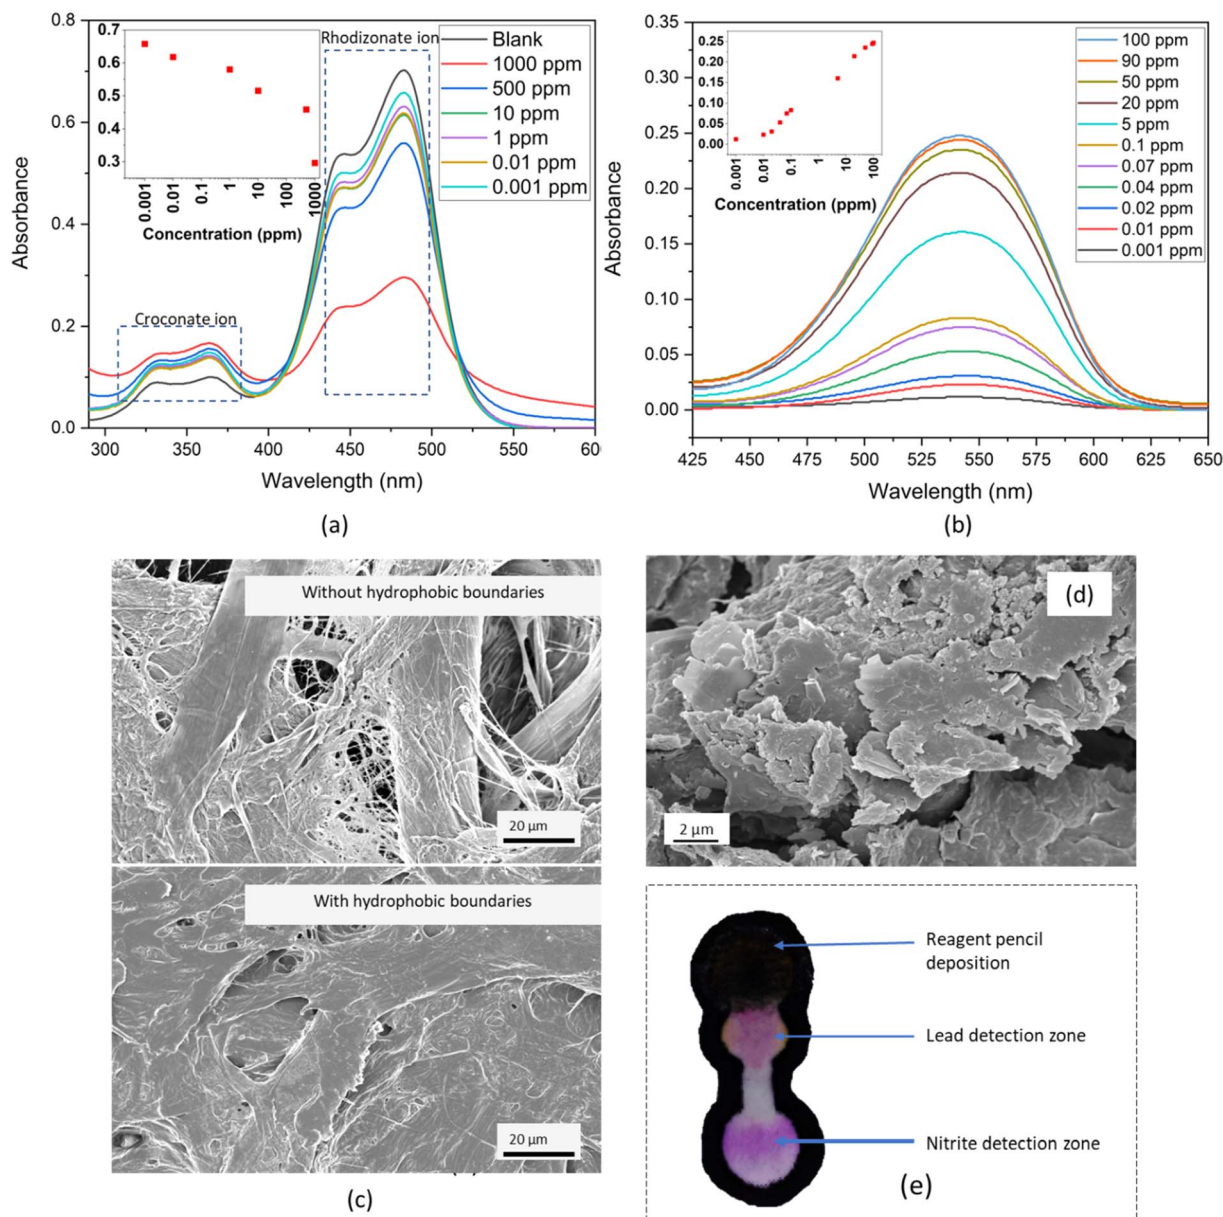 0.8
0.6
0.4
0.2
0.0
Absorbance
0.7
0.6
0.5
0.4
0.3
0.001
0.01
0.1
1
10
100
1000
Concentration (ppm)
Rhodizonate ion
Croconate ion
Blank
1000 ppm
500 ppm
10 ppm
1 ppm
0.01 ppm
0.001 ppm
300 350 400 450 500 550 600
Wavelength (nm)
(a)
0.35
0.30
0.25
0.20
0.15
0.10
0.05
0.00
Absorbance
0.25
0.20
0.15
0.10
0.05
0.00
0.001
0.01
0.1
1
10
100
Concentration (ppm)
100 ppm
90 ppm
50 ppm
20 ppm
5 ppm
0.1 ppm
0.07 ppm
0.04 ppm
0.02 ppm
0.01 ppm
0.001 ppm
425 450 475 500 525 550 575 600 625 650
Wavelength (nm)
(b)
Without hydrophobic boundaries
20 µm
With hydrophobic boundaries
20 µm
(c)
(d)
2 µm
Reagent pencil
deposition
Lead detection zone
Nitrite detection zone
(e)